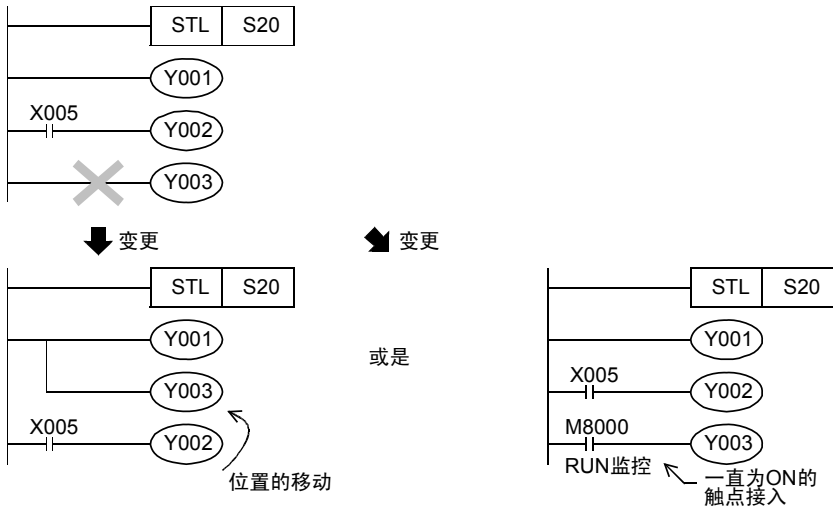 STL S20
Y001
X005
Y002
Y003
变更
变更
STL S20
Y001
Y003
X005
Y002
位置的移动
或是
STL S20
Y001
X005
Y002
M8000
Y003
RUN监控
一直为ON的
触点接入